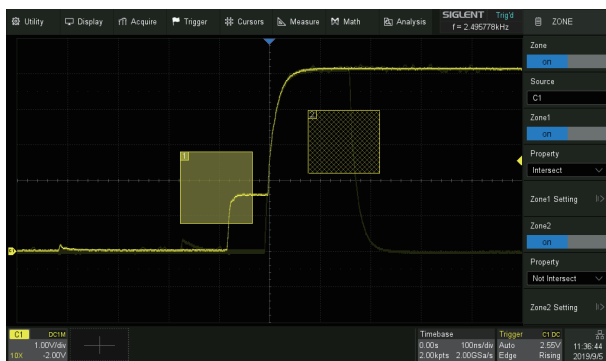 Utility Display Acquire Trigger Cursors Measure Math Analysis
SIGLENT Trig'd
f = 2.495778kHz
ZONE
Zone
on
Source
C1
Zone1
on
Property
Intersect
Zone1 Setting
Zone2
on
Property
Not Intersect
Zone2 Setting
1
2
C1 DC1M
1.00V/div
10X -2.00V
Timebase
0.00s 100ns/div
2.00kpts 2.00GSa/s
Trigger C1 DC
Auto 2.55V
Edge Rising
11:36:44
2019/9/5